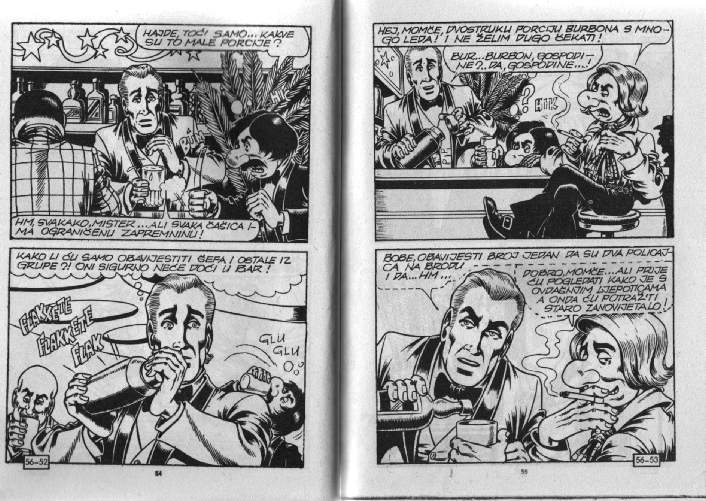 HAJDE, TOČI SAMO... KAKVE
SU TO MALE PORCIJE?
HM, SVAKAKO, MISTER...ALI SVAKA ČAŠICA I-
MA OGRANIČENU ZAPREMNINU!
KAKO LI ĆU SAMO OBAVIJESTITI ŠEFA I OSTALE IZ
GRUPE?! ONI SIGURNO NEĆE DOĆI U BAR!
FLAKKETE
FLAKKETE
FLAK
GLU
GLU
56-52
54
HEJ, MOMČE, DVOSTRUKU PORCIJU BURBONA S MNO-
GO LEDA! I NE ŽELIM DUGO ČEKATI!
BUR...BURBON, GOSPODI-
NE?..DA, GOSPODINE...!
?
HIK!
BOBE, OBAVIJESTI BROJ JEDAN DA SU DVA POLICAJ-
CA NA BRODU
I DA...HM...
DOBRO, MOMČE...ALI PRIJE
ĆU POGLEDATI KAKO JE S
OVDAŠNJIM LJEPOTICAMA
A ONDA ĆU POTRAŽITI
STARO ZANOVIJETALO!
55
56-53